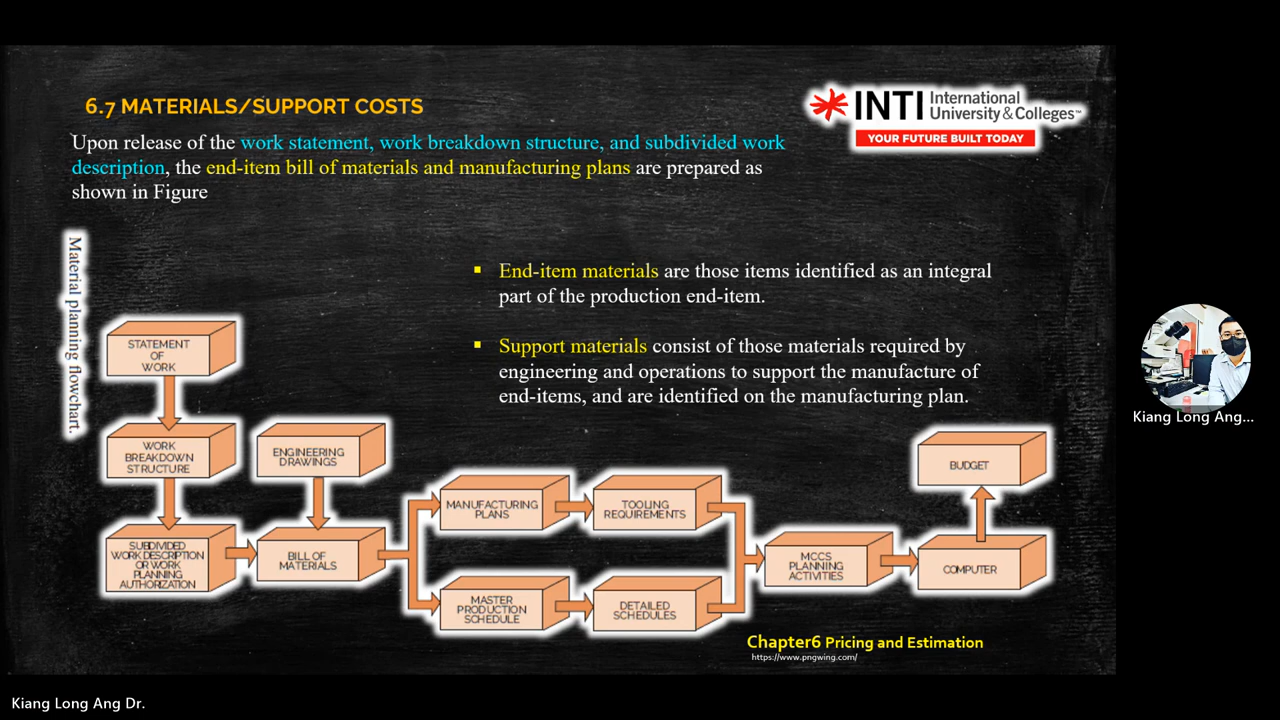 6.7 MATERIALS/SUPPORT COSTS
INTI International
University & Colleges™
YOUR FUTURE BUILT TODAY
Upon release of the work statement, work breakdown structure, and subdivided work
description, the end-item bill of materials and manufacturing plans are prepared as
shown in Figure
Material planning flowchart.
▪ End-item materials are those items identified as an integral
part of the production end-item.
▪ Support materials consist of those materials required by
engineering and operations to support the manufacture of
end-items, and are identified on the manufacturing plan.
STATEMENT
OF
WORK
WORK
BREAKDOWN
STRUCTURE
ENGINEERING
DRAWINGS
SUBDIVIDED
WORK DESCRIPTION
OR WORK
PLANNING
AUTHORIZATION
BILL OF
MATERIALS
MANUFACTURING
PLANS
TOOLING
REQUIREMENTS
MASTER
PRODUCTION
SCHEDULE
DETAILED
SCHEDULES
MCCS
PLANNING
ACTIVITIES
COMPUTER
BUDGET
Chapter6 Pricing and Estimation
https://www.pngwing.com/
Kiang Long Ang...
Kiang Long Ang Dr.